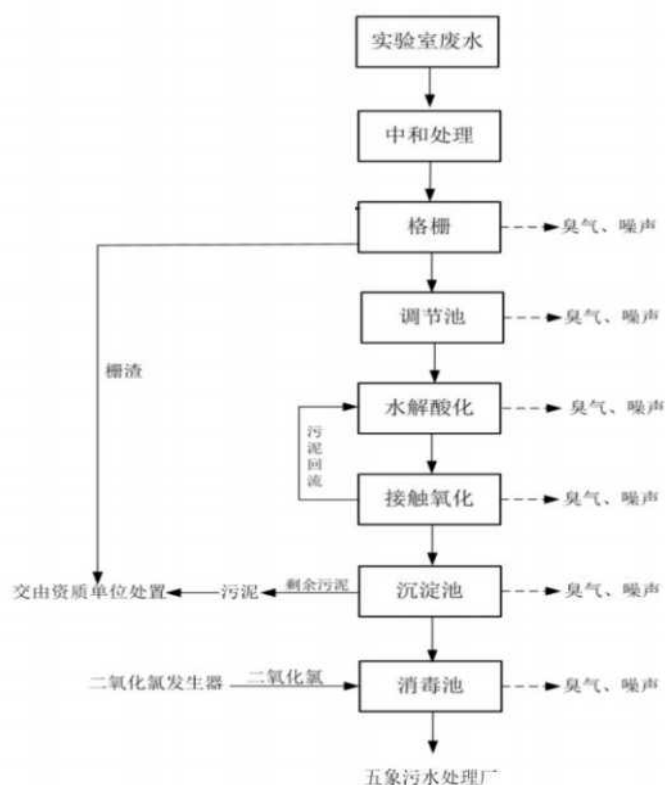 实验室废水
中和处理
格栅
臭气、噪声
调节池
臭气、噪声
栅渣
水解酸化
臭气、噪声
污泥回流
接触氧化
臭气、噪声
交由资质单位处置
污泥
剩余污泥
沉淀池
臭气、噪声
二氧化氯发生器
二氧化氯
消毒池
臭气、噪声
五象污水处理厂